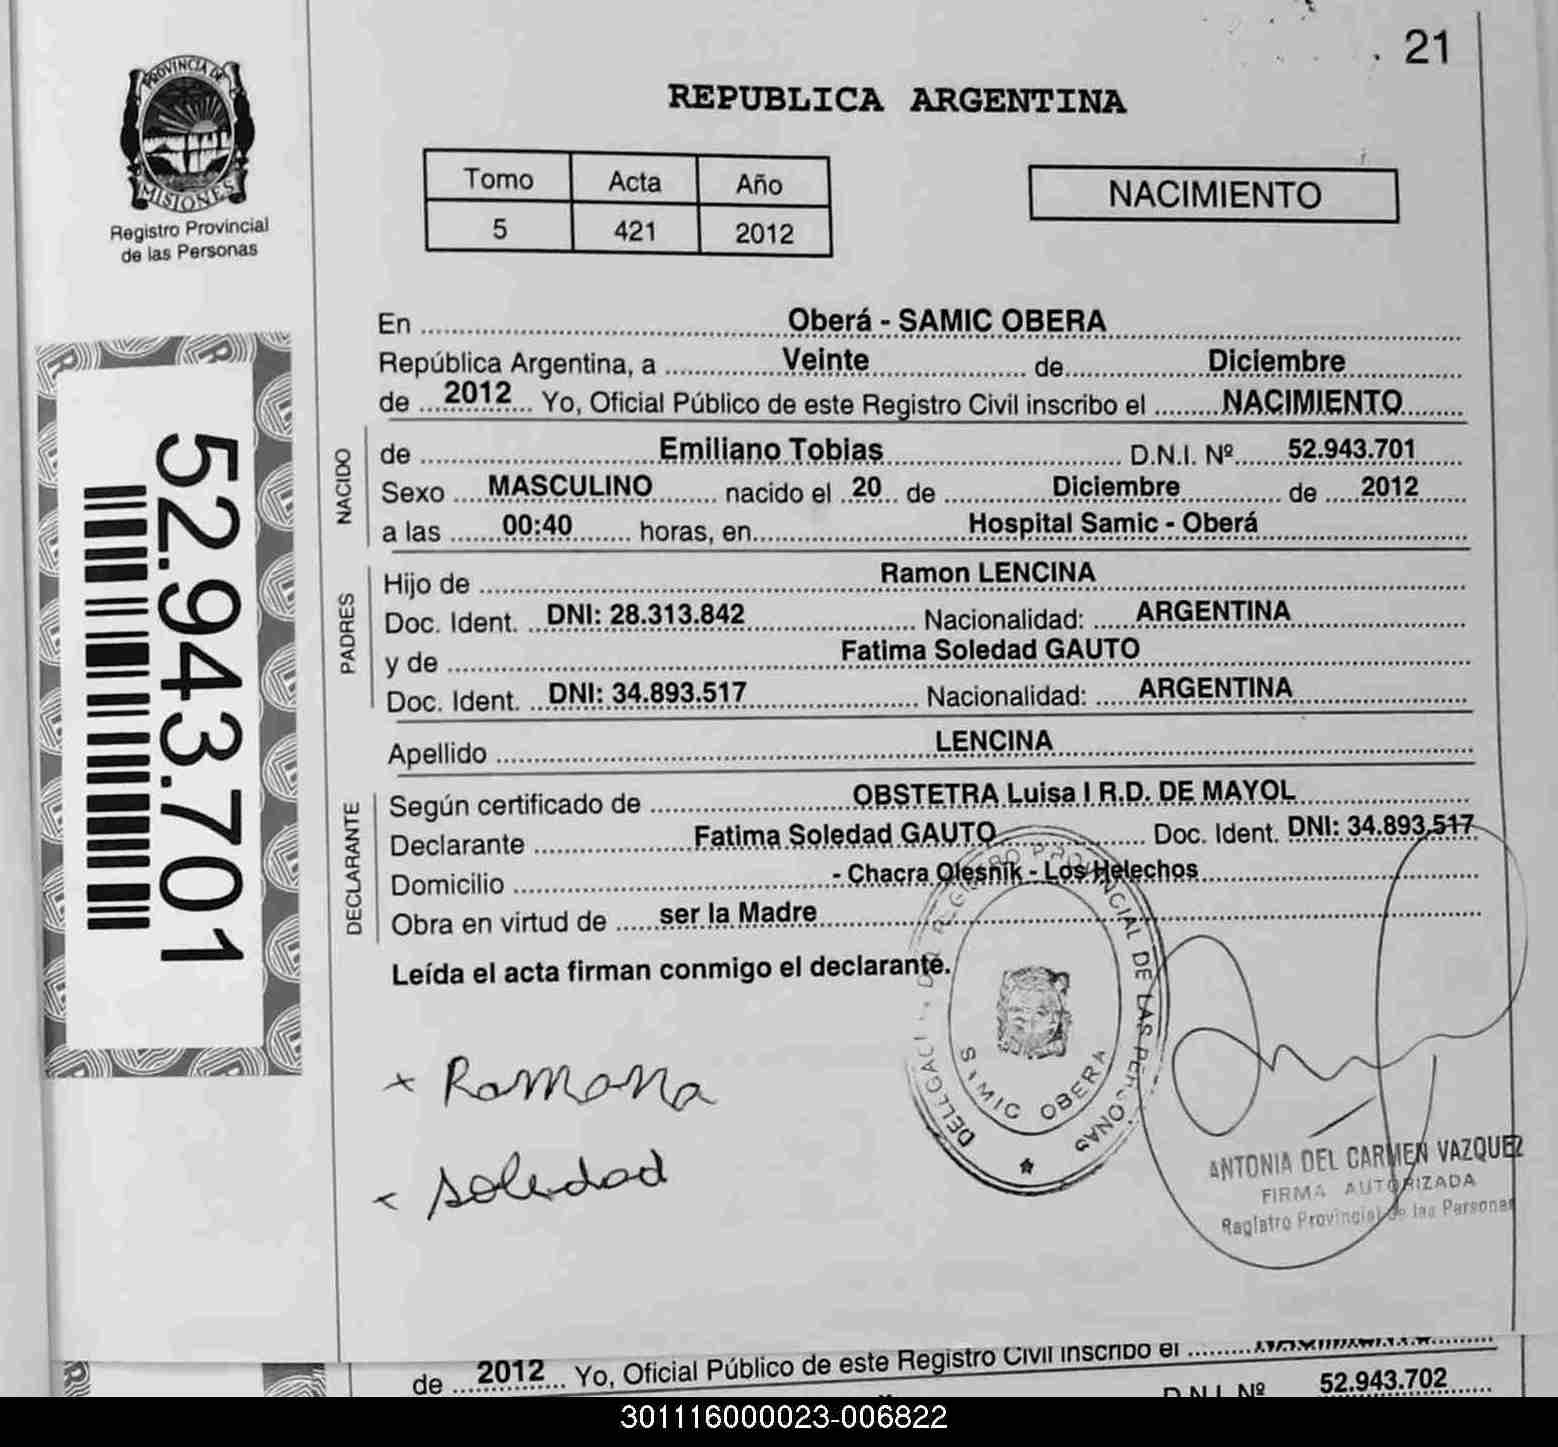 21
PROVINCIA DE
MISIONES
Registro Provincial
de las Personas
REPUBLICA ARGENTINA
Tomo Acta Año
5 421 2012
NACIMIENTO
52.943.701
En Oberá - SAMIC OBERA
República Argentina, a Veinte de Diciembre
de 2012 Yo, Oficial Público de este Registro Civil inscribo el NACIMIENTO
NACIDO
de Emiliano Tobias D.N.I. Nº 52.943.701
Sexo MASCULINO nacido el 20 de Diciembre de 2012
a las 00:40 horas, en Hospital Samic - Oberá
PADRES
Hijo de Ramon LENCINA
Doc. Ident. DNI: 28.313.842 Nacionalidad: ARGENTINA
y de Fatima Soledad GAUTO
Doc. Ident. DNI: 34.893.517 Nacionalidad: ARGENTINA
Apellido LENCINA
DECLARANTE
Según certificado de OBSTETRA Luisa I R.D. DE MAYOL
Declarante Fatima Soledad GAUTO Doc. Ident. DNI: 34.893.517
Domicilio - Chacra Olesnik - Los Helechos
Obra en virtud de ser la Madre
Leída el acta firman conmigo el declarante.
DELEGACI DEL REGISTRO PROVINCIAL DE LAS PERSONAS
SAMIC OBERA
x Ramona
x Soledad
ANTONIA DEL CARMEN VAZQUEZ
FIRMA AUTORIZADA
Registro Provincial de las Personas
de 2012 Yo, Oficial Público de este Registro Civil inscribo el NACIMIENTO
D.N.I. Nº 52.943.702
301116000023-006822